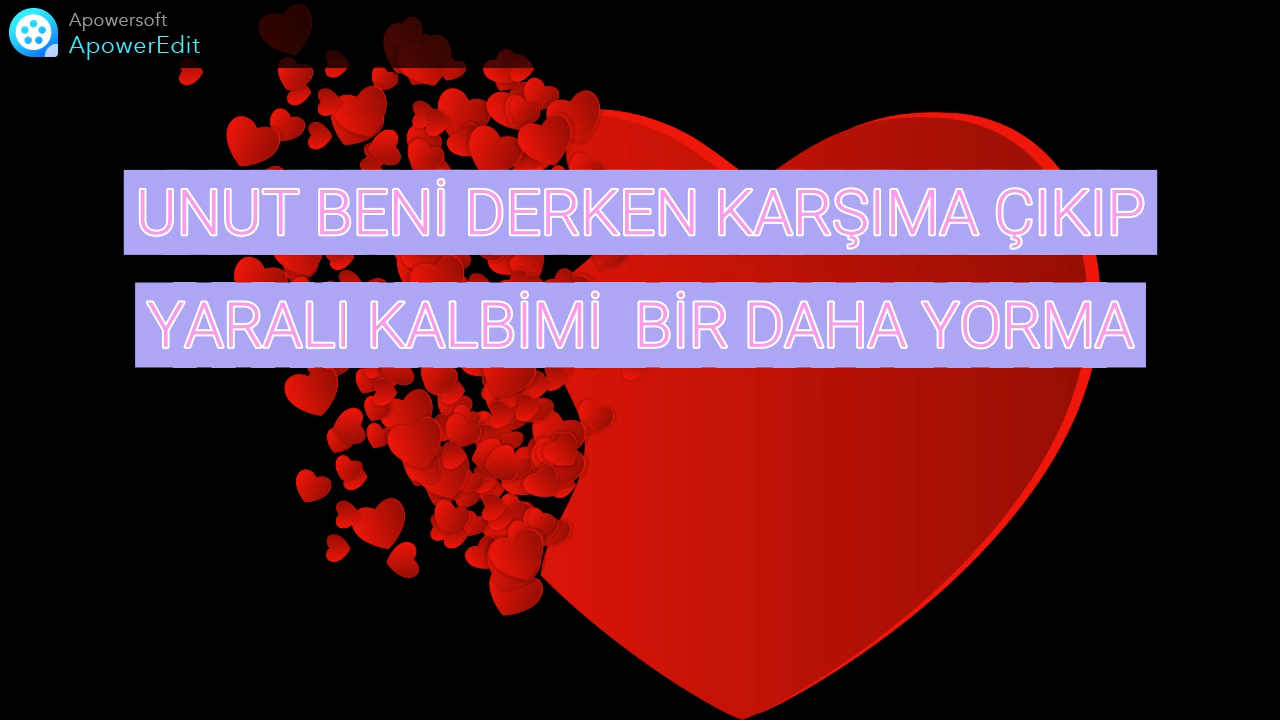 Apowersoft
ApowerEdit
UNUT BENİ DERKEN KARŞIMA ÇIKIP
YARALI KALBİMİ BİR DAHA YORMA